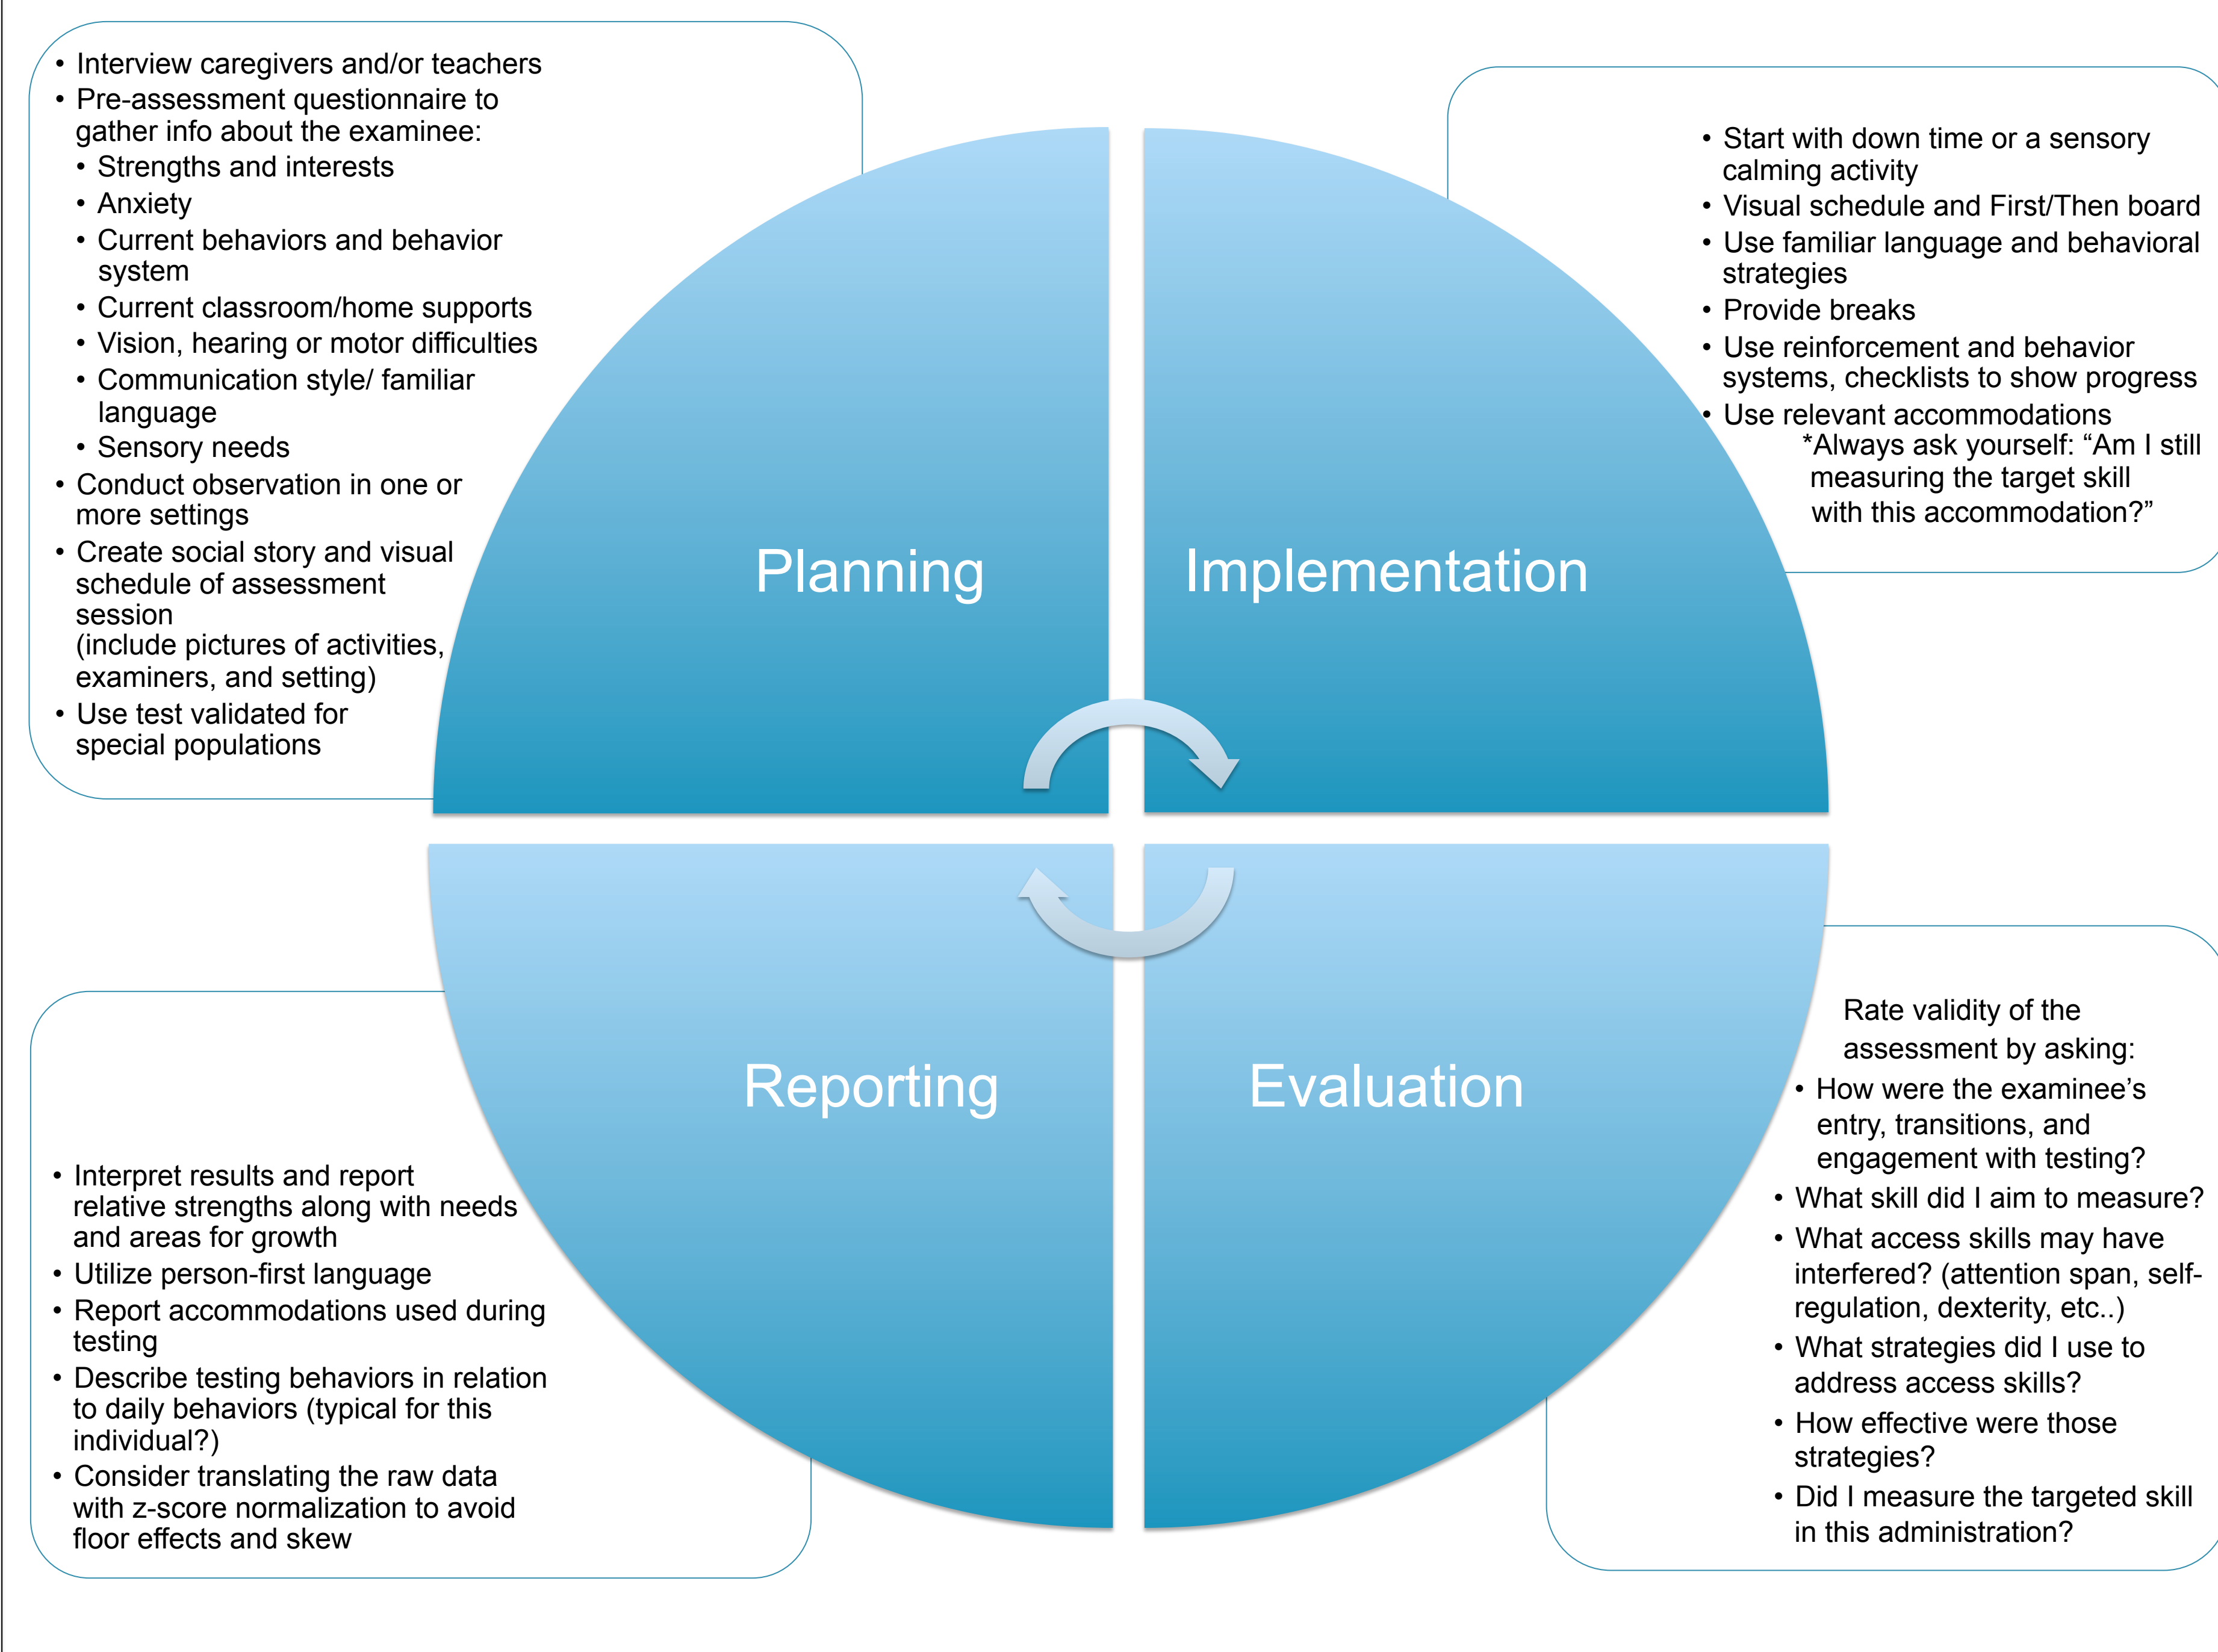 • Interview caregivers and/or teachers
• Pre-assessment questionnaire to
gather info about the examinee:
• Strengths and interests
• Anxiety
• Current behaviors and behavior
system
• Current classroom/home supports
• Vision, hearing or motor difficulties
• Communication style/ familiar
language
• Sensory needs
• Conduct observation in one or
more settings
• Create social story and visual
schedule of assessment
session
(include pictures of activities,
examiners, and setting)
• Use test validated for
special populations
Planning
• Start with down time or a sensory
calming activity
• Visual schedule and First/Then board
• Use familiar language and behavioral
strategies
• Provide breaks
• Use reinforcement and behavior
systems, checklists to show progress
• Use relevant accommodations
*Always ask yourself: “Am I still
measuring the target skill
with this accommodation?”
Implementation
• Interpret results and report
relative strengths along with needs
and areas for growth
• Utilize person-first language
• Report accommodations used during
testing
• Describe testing behaviors in relation
to daily behaviors (typical for this
individual?)
• Consider translating the raw data
with z-score normalization to avoid
floor effects and skew
Reporting
Evaluation
Rate validity of the
assessment by asking:
• How were the examinee’s
entry, transitions, and
engagement with testing?
• What skill did I aim to measure?
• What access skills may have
interfered? (attention span, self-
regulation, dexterity, etc..)
• What strategies did I use to
address access skills?
• How effective were those
strategies?
• Did I measure the targeted skill
in this administration?